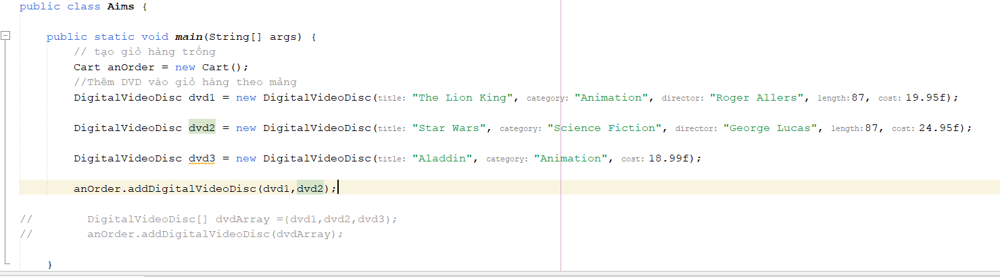 public class Aims {
public static void main(String[] args) {
// tạo giỏ hàng trống
Cart anOrder = new Cart();
//Thêm DVD vào giỏ hàng theo mảng
DigitalVideoDisc dvd1 = new DigitalVideoDisc(title: "The Lion King", category: "Animation", director: "Roger Allers", length: 87, cost: 19.95f);
DigitalVideoDisc dvd2 = new DigitalVideoDisc(title: "Star Wars", category: "Science Fiction", director: "George Lucas", length: 87, cost: 24.95f);
DigitalVideoDisc dvd3 = new DigitalVideoDisc(title: "Aladdin", category: "Animation", cost: 18.99f);
anOrder.addDigitalVideoDisc(dvd1,dvd2);
// DigitalVideoDisc[] dvdArray ={dvd1,dvd2,dvd3};
// anOrder.addDigitalVideoDisc(dvdArray);
}